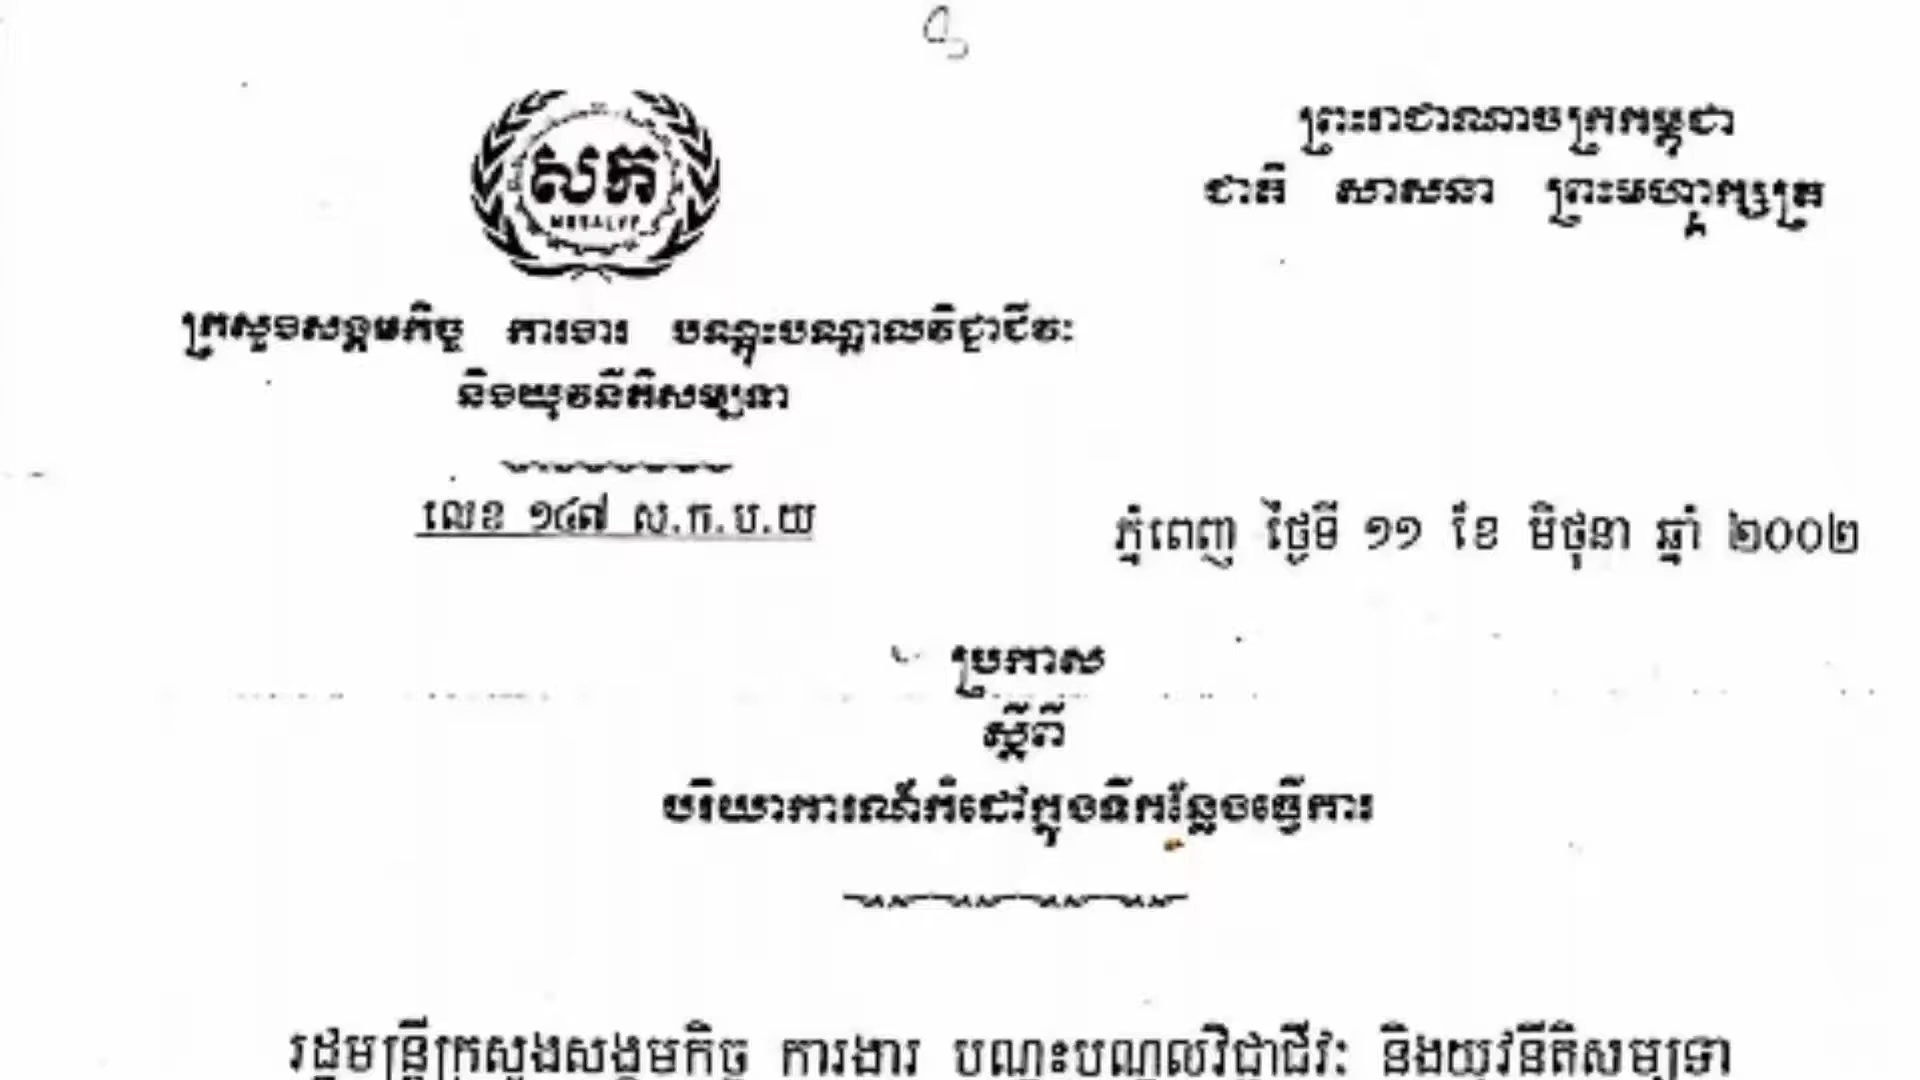 ព្រះរាជាណាចក្រកម្ពុជា
ជាតិ សាសនា ព្រះមហាក្សត្រ
សក
ក្រសួងសង្គមកិច្ច ការងារ បណ្តុះបណ្តាលវិជ្ជាជីវៈ
និងយុវនីតិសម្បទា
លេខ ១៤៧ ស.ក.ប.យ
ភ្នំពេញ ថ្ងៃទី ១១ ខែ មិថុនា ឆ្នាំ ២០០២
ប្រកាស
ស្តីពី
បរិយាការណ៍កំដៅក្នុងទីកន្លែងធ្វើការ
រដ្ឋមន្ត្រីក្រសួងសង្គមកិច្ច ការងារ បណ្តុះបណ្តាលវិជ្ជាជីវៈ និងយុវនីតិសម្បទា